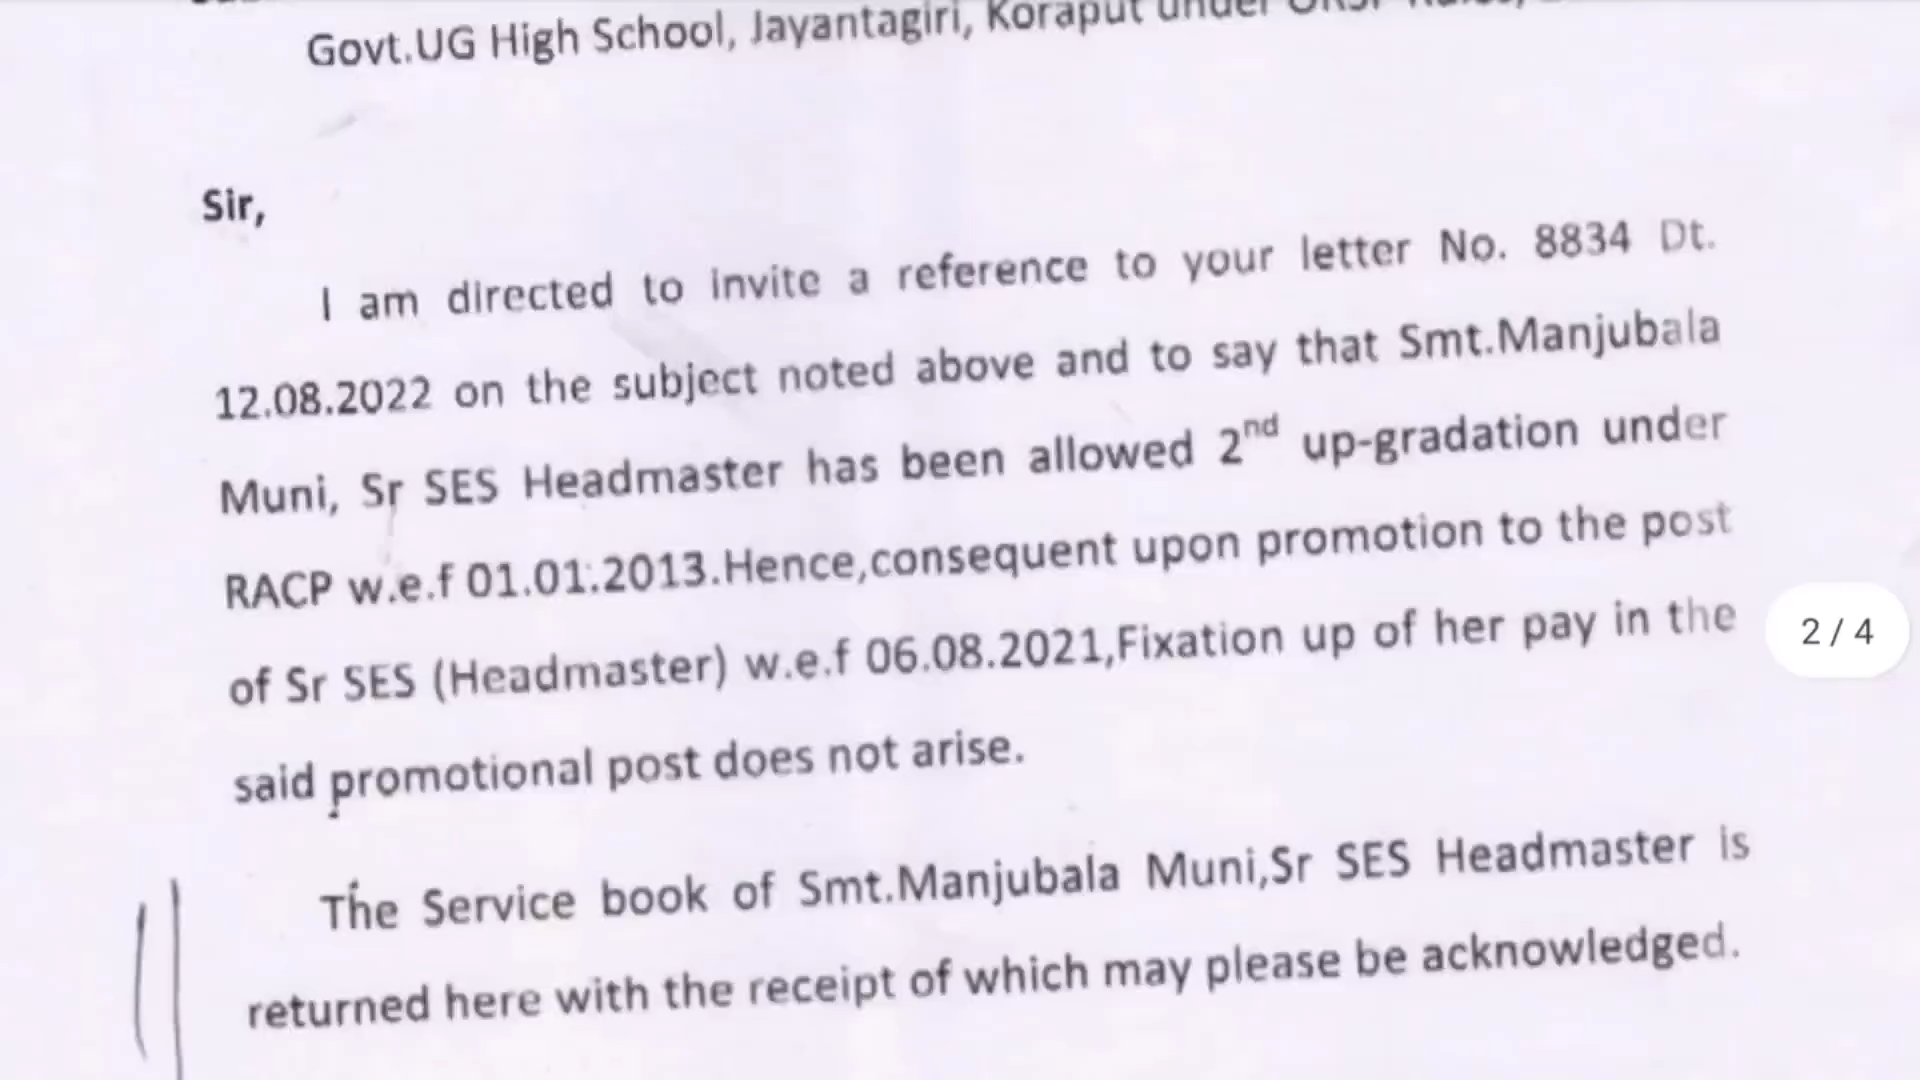 Govt.UG High School, Jayantagiri, Koraput under
Sir,
I am directed to invite a reference to your letter No. 8834 Dt.
12.08.2022 on the subject noted above and to say that Smt.Manjubala
Muni, Sr SES Headmaster has been allowed 2nd up-gradation under
RACP w.e.f 01.01.2013.Hence,consequent upon promotion to the post
of Sr SES (Headmaster) w.e.f 06.08.2021,Fixation up of her pay in the
2 / 4
said promotional post does not arise.
The Service book of Smt.Manjubala Muni,Sr SES Headmaster is
returned here with the receipt of which may please be acknowledged.